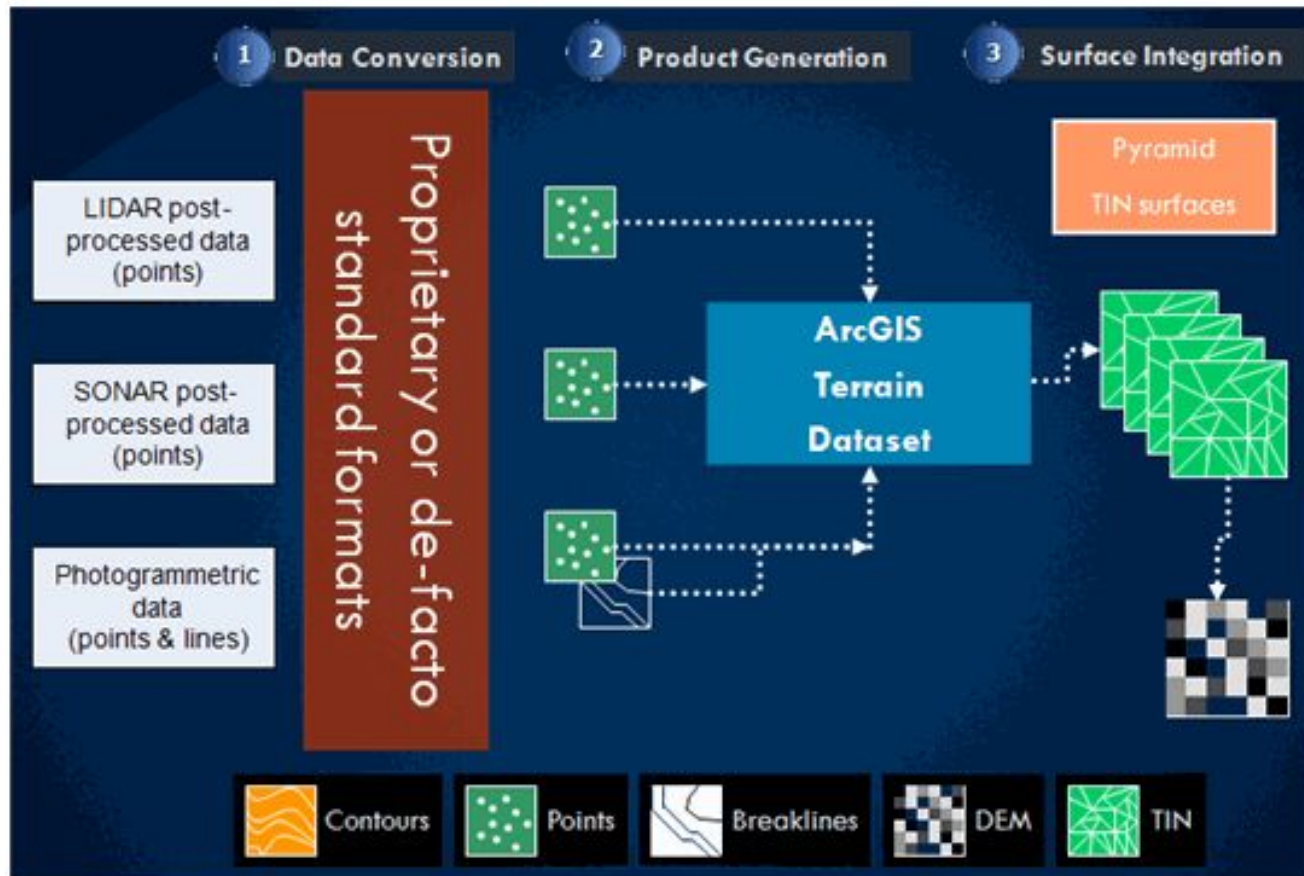 1 Data Conversion
2 Product Generation
3 Surface Integration
LIDAR post-
processed data
(points)
SONAR post-
processed data
(points)
Photogrammetric
data
(points & lines)
Proprietary or de-facto
standard formats
ArcGIS
Terrain
Dataset
Pyramid
TIN surfaces
Contours
Points
Breaklines
DEM
TIN